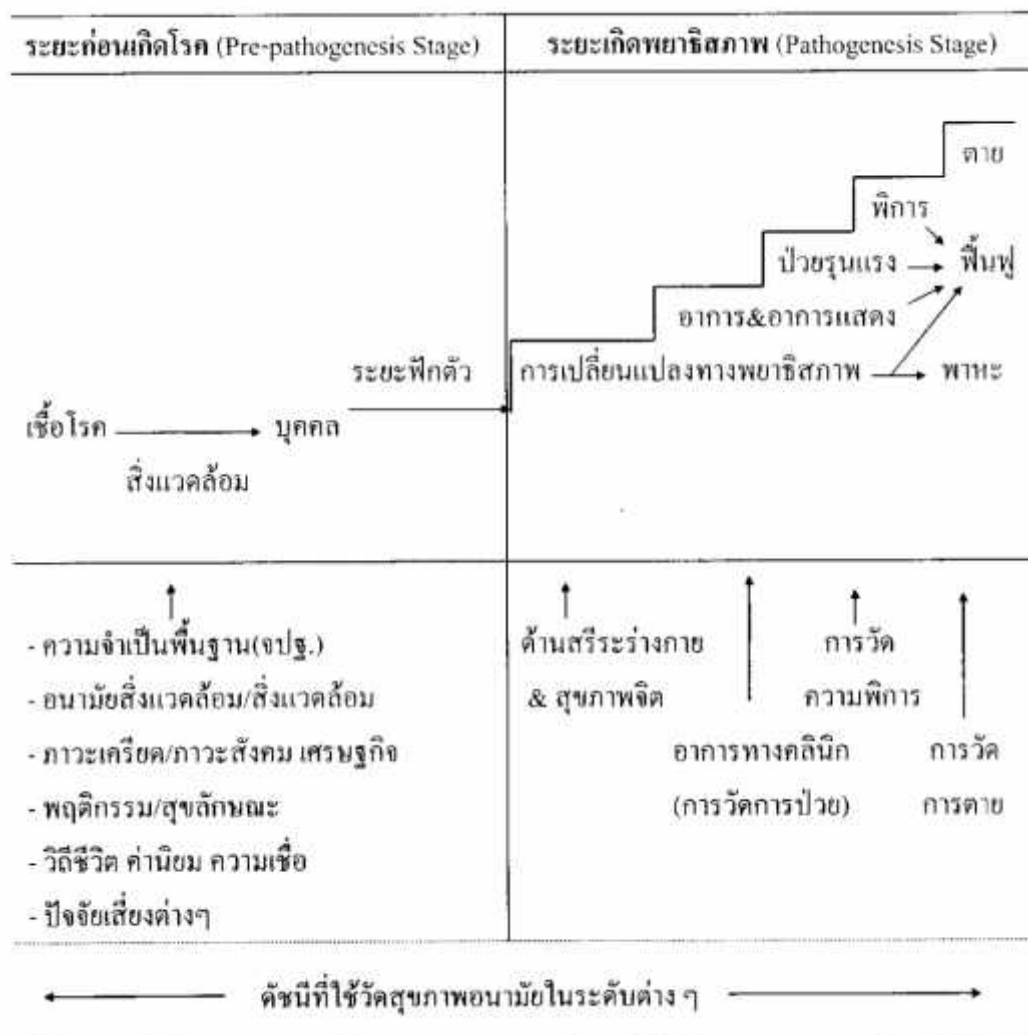 ระยะก่อนเกิดโรค (Pre-pathogenesis Stage)
ระยะเกิดพยาธิสภาพ (Pathogenesis Stage)
ตาย
พิการ
ป่วยรุนแรง
ฟื้นฟู
อาการ&อาการแสดง
ระยะฟักตัว
การเปลี่ยนแปลงทางพยาธิสภาพ
พาหะ
เชื้อโรค
บุคคล
สิ่งแวดล้อม
- ความจำเป็นพื้นฐาน(จปฐ.)
- อนามัยสิ่งแวดล้อม/สิ่งแวดล้อม
- ภาวะเครียด/ภาวะสังคม เศรษฐกิจ
- พฤติกรรม/สุขลักษณะ
- วิถีชีวิต ค่านิยม ความเชื่อ
- ปัจจัยเสี่ยงต่างๆ
ด้านสรีระร่างกาย
& สุขภาพจิต
อาการทางคลินิก
(การวัดการป่วย)
การวัด
ความพิการ
การวัด
การตาย
ดัชนีที่ใช้วัดสุขภาพอนามัยในระดับต่าง ๆ